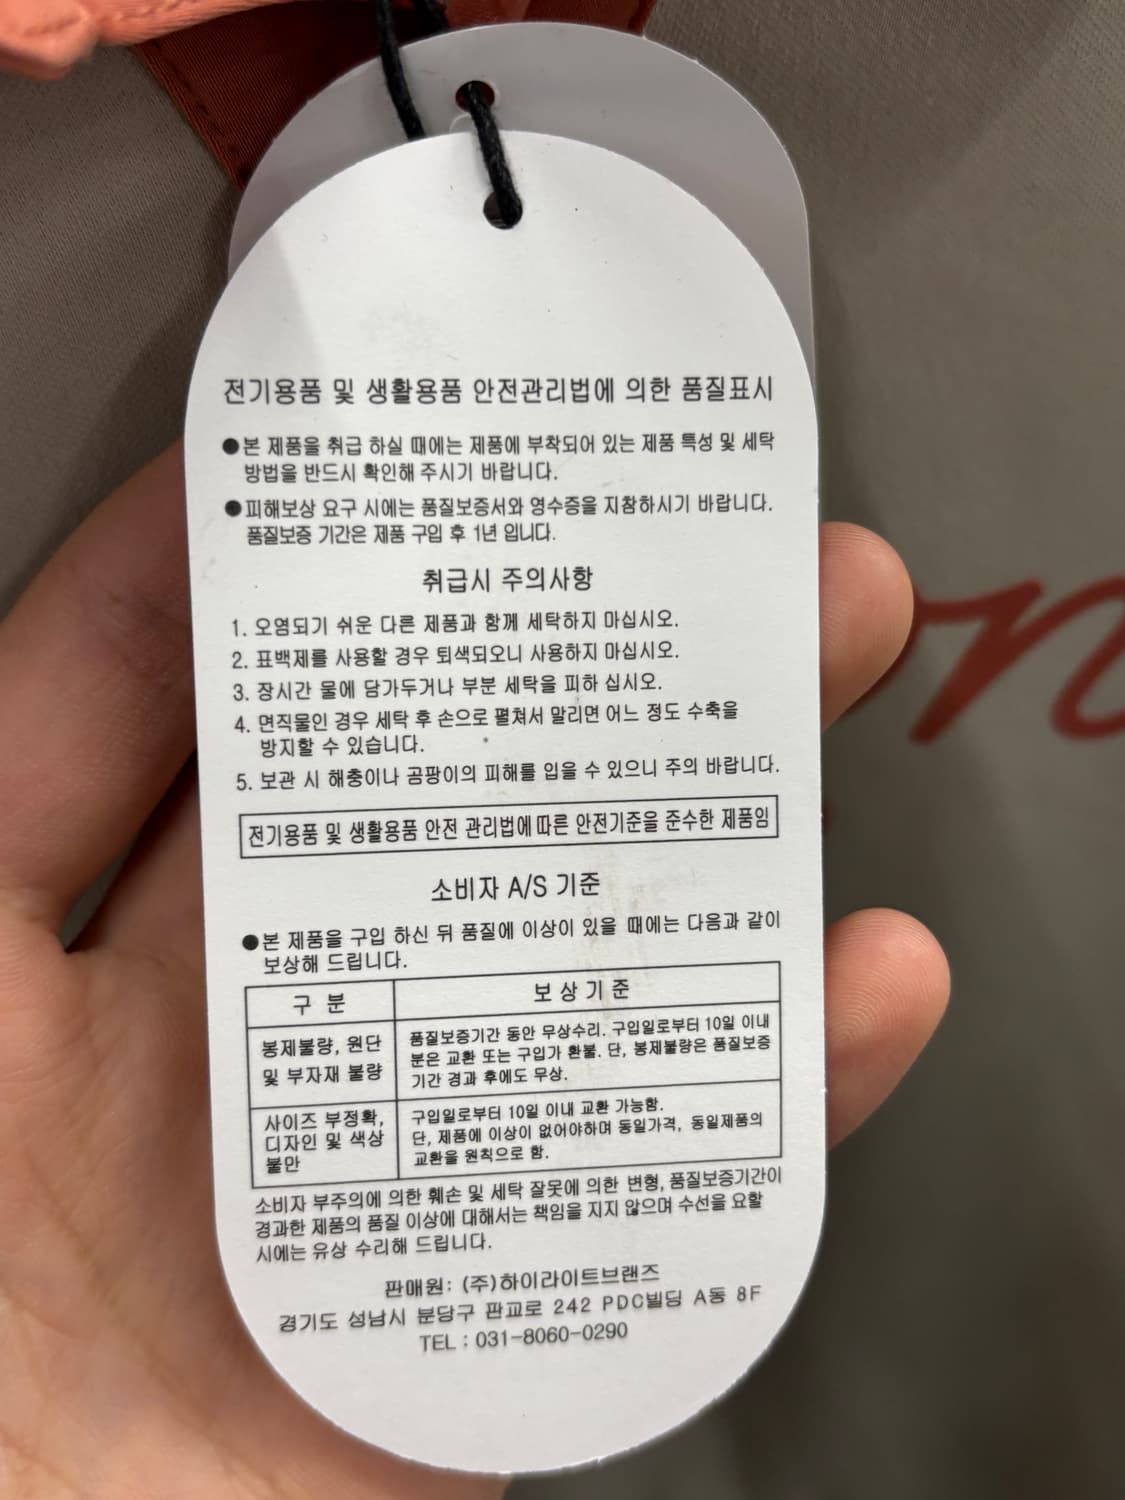 전기용품 및 생활용품 안전관리법에 의한 품질표시
●본 제품을 취급 하실 때에는 제품에 부착되어 있는 제품 특성 및 세탁
방법을 반드시 확인해 주시기 바랍니다.
●피해보상 요구 시에는 품질보증서와 영수증을 지참하시기 바랍니다.
품질보증 기간은 제품 구입 후 1년 입니다.
취급시 주의사항
1. 오염되기 쉬운 다른 제품과 함께 세탁하지 마십시오.
2. 표백제를 사용할 경우 퇴색되오니 사용하지 마십시오.
3. 장시간 물에 담가두거나 부분 세탁을 피하 십시오.
4. 면직물인 경우 세탁 후 손으로 펼쳐서 말리면 어느 정도 수축을
방지할 수 있습니다.
5. 보관 시 해충이나 곰팡이의 피해를 입을 수 있으니 주의 바랍니다.
전기용품 및 생활용품 안전 관리법에 따른 안전기준을 준수한 제품임
소비자 A/S 기준
●본 제품을 구입 하신 뒤 품질에 이상이 있을 때에는 다음과 같이
보상해 드립니다.
구 분 보 상 기 준
봉제불량, 원단
및 부자재 불량
품질보증기간 동안 무상수리. 구입일로부터 10일 이내
분은 교환 또는 구입가 환불. 단, 봉제불량은 품질보증
기간 경과 후에도 무상.
사이즈 부정확,
디자인 및 색상
불만
구입일로부터 10일 이내 교환 가능함.
단, 제품에 이상이 없어야하며 동일가격, 동일제품의
교환을 원칙으로 함.
소비자 부주의에 의한 훼손 및 세탁 잘못에 의한 변형, 품질보증기간이
경과한 제품의 품질 이상에 대해서는 책임을 지지 않으며 수선을 요할
시에는 유상 수리해 드립니다.
판매원: (주)하이라이트브랜즈
경기도 성남시 분당구 판교로 242 PDC빌딩 A동 8F
TEL : 031-8060-0290